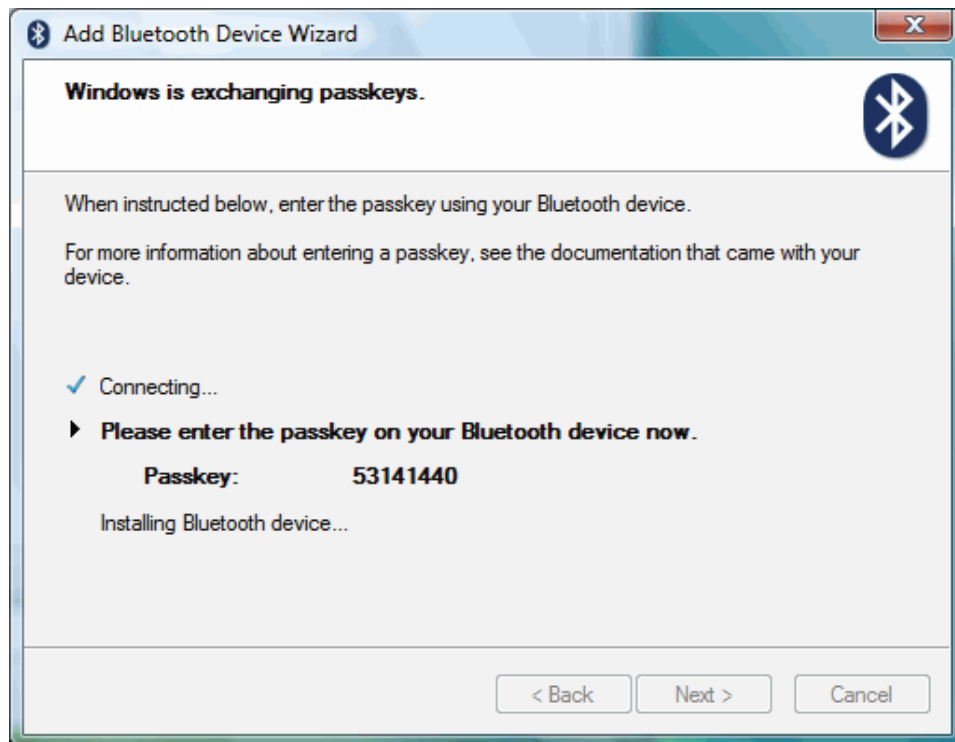 Add Bluetooth Device Wizard
X
Windows is exchanging passkeys.
When instructed below, enter the passkey using your Bluetooth device.
For more information about entering a passkey, see the documentation that came with your
device.
Connecting...
Please enter the passkey on your Bluetooth device now.
Passkey: 53141440
Installing Bluetooth device...
< Back Next > Cancel